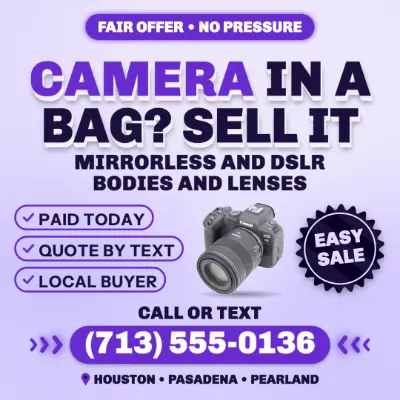 FAIR OFFER • NO PRESSURE
CAMERA IN A
BAG? SELL IT
MIRRORLESS AND DSLR
BODIES AND LENSES
PAID TODAY
QUOTE BY TEXT
LOCAL BUYER
Canon
EASY
SALE
CALL OR TEXT
(713) 555-0136
HOUSTON • PASADENA • PEARLAND